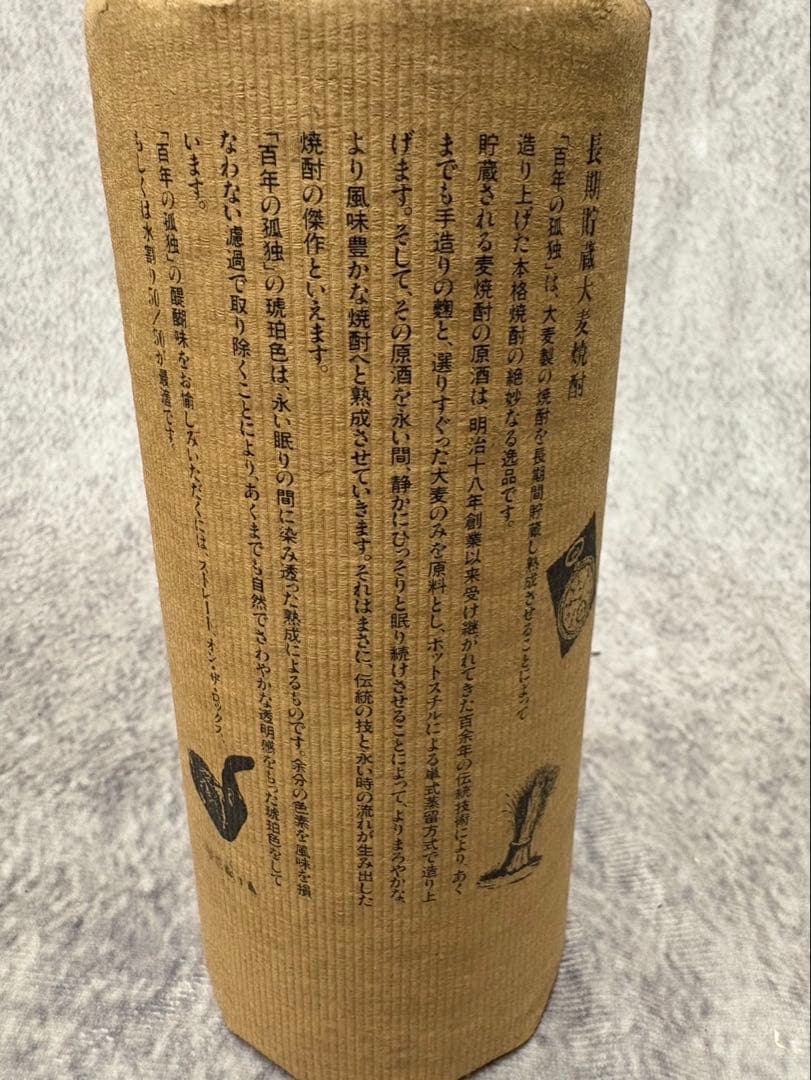 長期貯蔵大麦焼酎
「百年の孤独」は、大麦製の焼酎を長期間貯蔵し熟成させることによって
造り上げた本格焼酎の絶妙なる逸品です。
貯蔵される麦焼酎の原酒は、明治十八年創業以来受け継がれてきた百余年の伝統技術により、あく
までも手造りの麴と、選りすぐった大麦のみを原料とし、ポットスチルによる単式蒸留方式で造り上
げます。そして、その原酒を永い間、静かにひっそりと眠り続けさせることによって、よりまろやかな、
より風味豊かな焼酎へと熟成させていきます。それはまさに、伝統の技と永い時の流れが生み出した
焼酎の傑作といえます。
「百年の孤独」の琥珀色は、永い眠りの間に染み透った熟成によるものです。余分の色素を風味を損
なわない濾過で取り除くことにより、あくまでも自然でさわやかな透明感をもった琥珀色をして
います。
「百年の孤独」の醍醐味をお愉しみいただくには、ストレート、オン・ザ・ロックス、
もしくは水割り50／50が最適です。